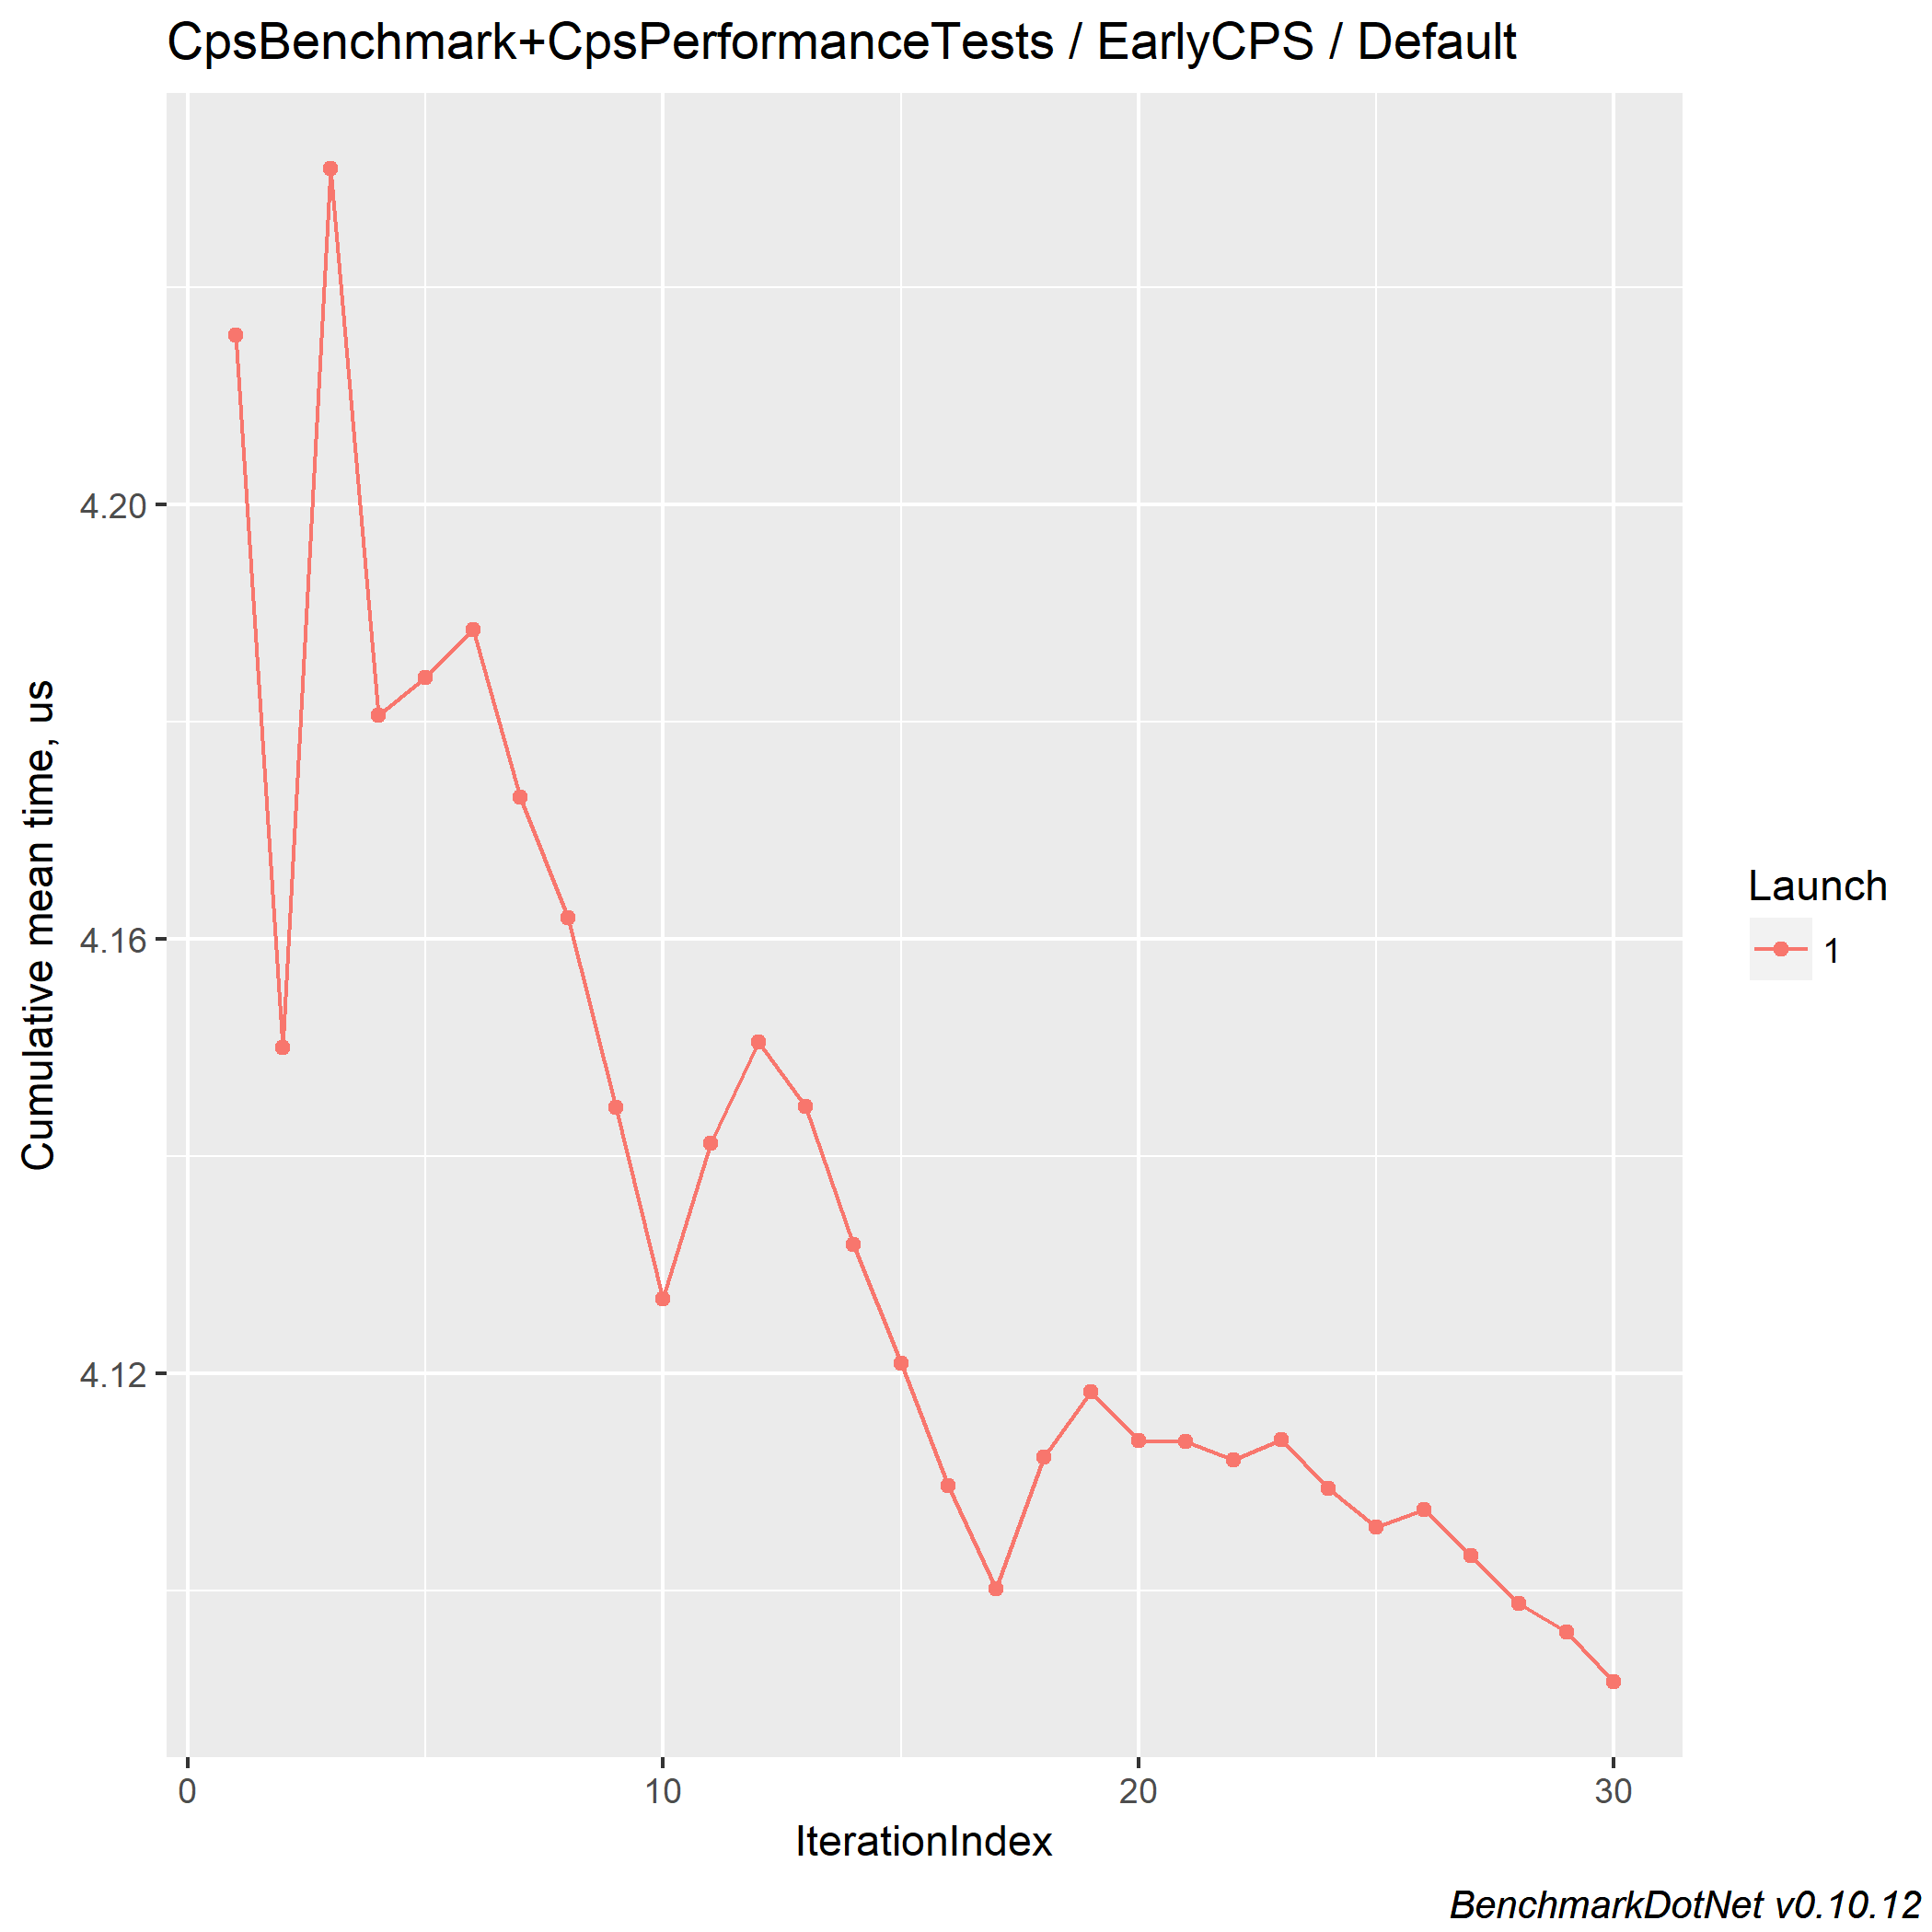 CpsBenchmark+CpsPerformanceTests / EarlyCPS / Default
Cumulative mean time, us
4.20
4.16
4.12
0 10 20 30
IterationIndex
Launch
1
BenchmarkDotNet v0.10.12